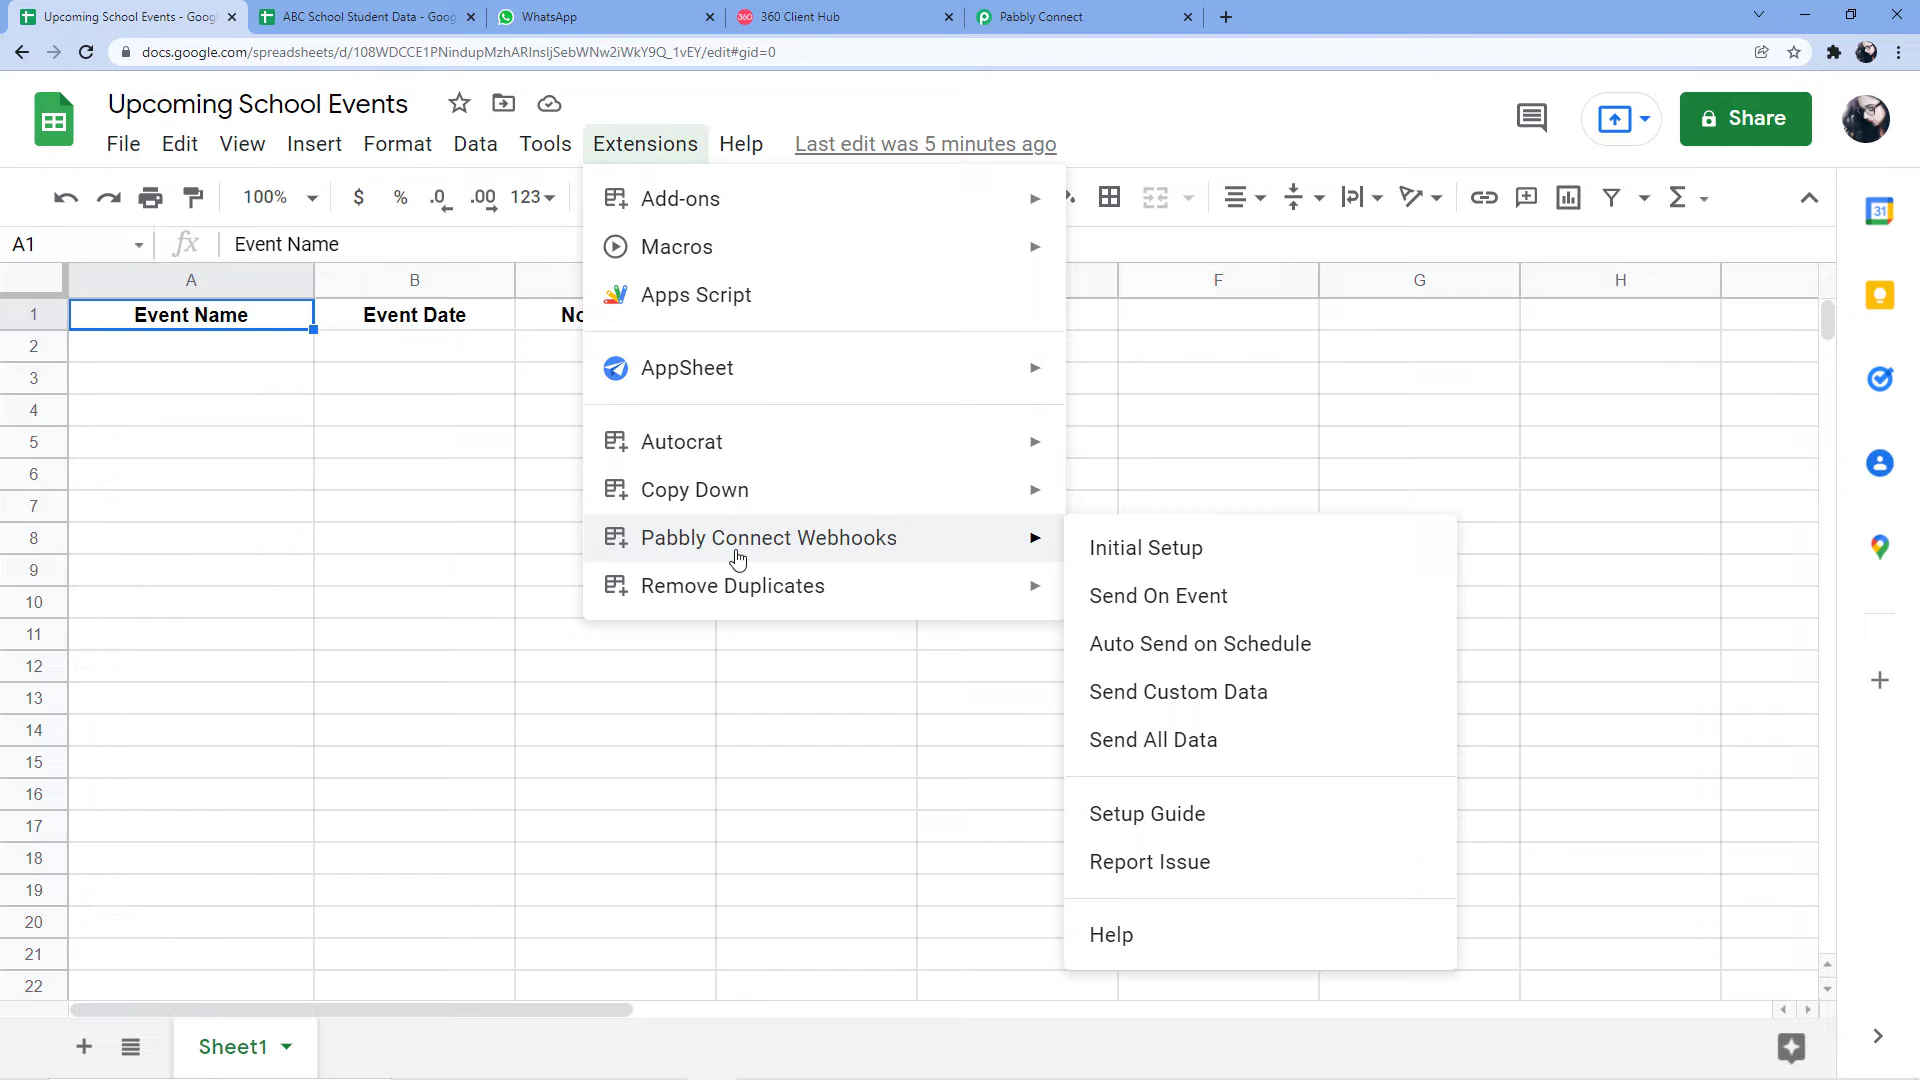 Upcoming School Events - Goog
ABC School Student Data - Goog
WhatsApp
360 Client Hub
Pabbly Connect
docs.google.com/spreadsheets/d/108WDCCE1PNindupMzhARInsIjSebWNw2iWkY9Q_1vEY/edit#gid=0
Upcoming School Events
File Edit View Insert Format Data Tools Extensions Help Last edit was 5 minutes ago
Share
100% $ % .0 .00 123
31
A1 fx Event Name
A B F G H
1 Event Name Event Date No
2
3
4
5
6
7
8
9
10
11
12
13
14
15
16
17
18
19
20
21
22
Add-ons
Macros
Apps Script
AppSheet
Autocrat
Copy Down
Pabbly Connect Webhooks
Remove Duplicates
Initial Setup
Send On Event
Auto Send on Schedule
Send Custom Data
Send All Data
Setup Guide
Report Issue
Help
Sheet1